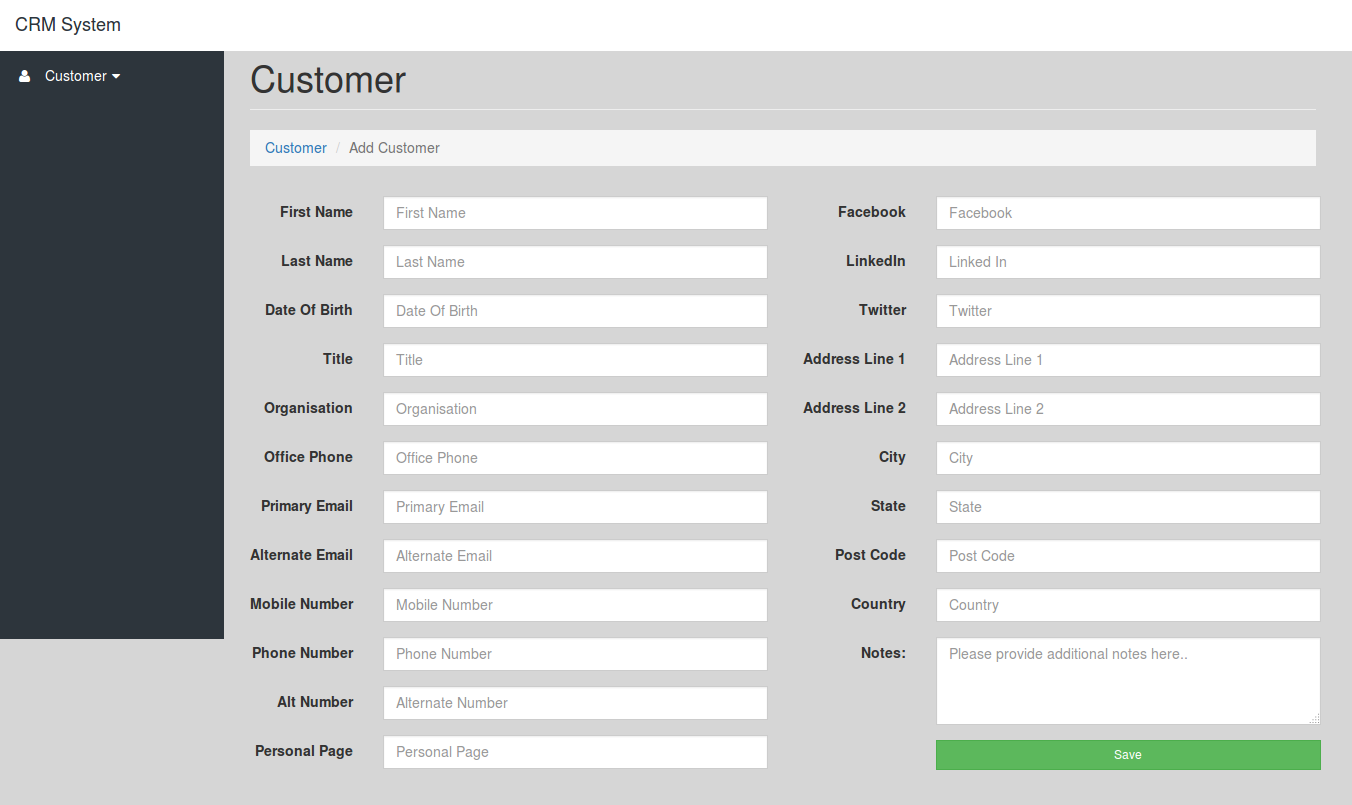 CRM System
Customer
Customer
Customer / Add Customer
First Name First Name
Last Name Last Name
Date Of Birth Date Of Birth
Title Title
Organisation Organisation
Office Phone Office Phone
Primary Email Primary Email
Alternate Email Alternate Email
Mobile Number Mobile Number
Phone Number Phone Number
Alt Number Alternate Number
Personal Page Personal Page
Facebook Facebook
LinkedIn Linked In
Twitter Twitter
Address Line 1 Address Line 1
Address Line 2 Address Line 2
City City
State State
Post Code Post Code
Country Country
Notes: Please provide additional notes here..
Save